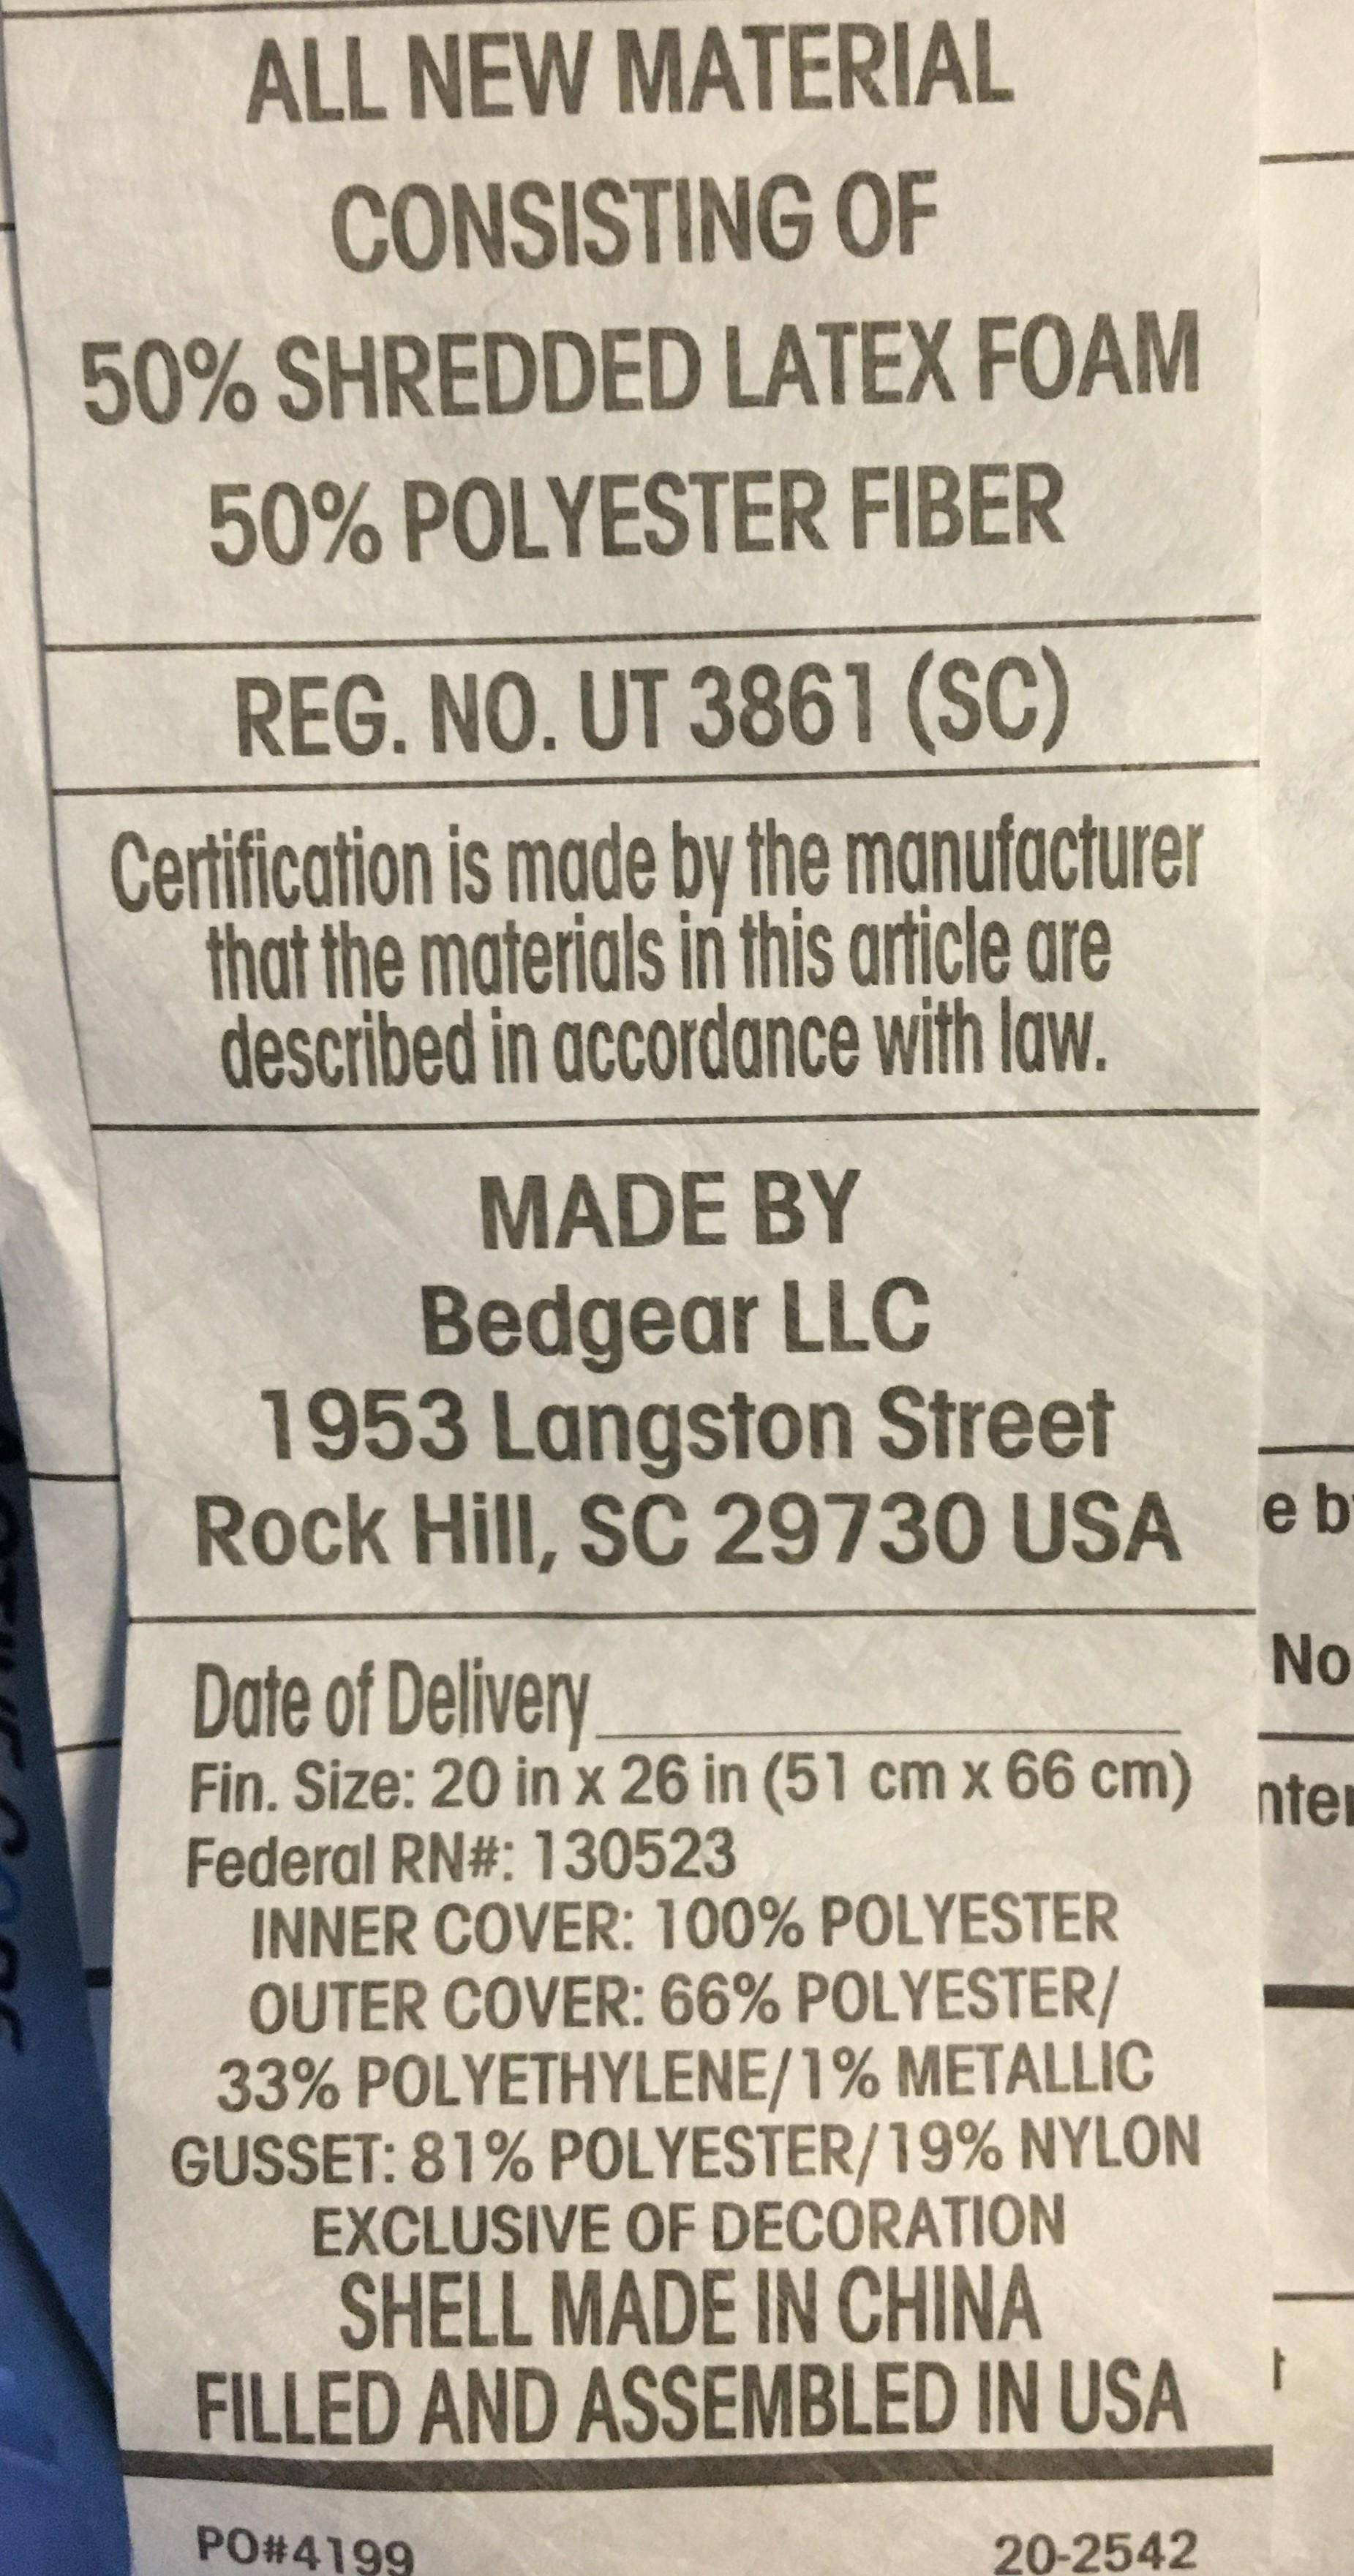 ALL NEW MATERIAL
CONSISTING OF
50% SHREDDED LATEX FOAM
50% POLYESTER FIBER
REG. NO. UT 3861 (SC)
Certification is made by the manufacturer
that the materials in this article are
described in accordance with law.
MADE BY
Bedgear LLC
1953 Langston Street
Rock Hill, SC 29730 USA
Date of Delivery
Fin. Size: 20 in x 26 in (51 cm x 66 cm)
Federal RN#: 130523
INNER COVER: 100% POLYESTER
OUTER COVER: 66% POLYESTER/
33% POLYETHYLENE/1% METALLIC
GUSSET: 81% POLYESTER/19% NYLON
EXCLUSIVE OF DECORATION
SHELL MADE IN CHINA
FILLED AND ASSEMBLED IN USA
PO#4199 20-2542